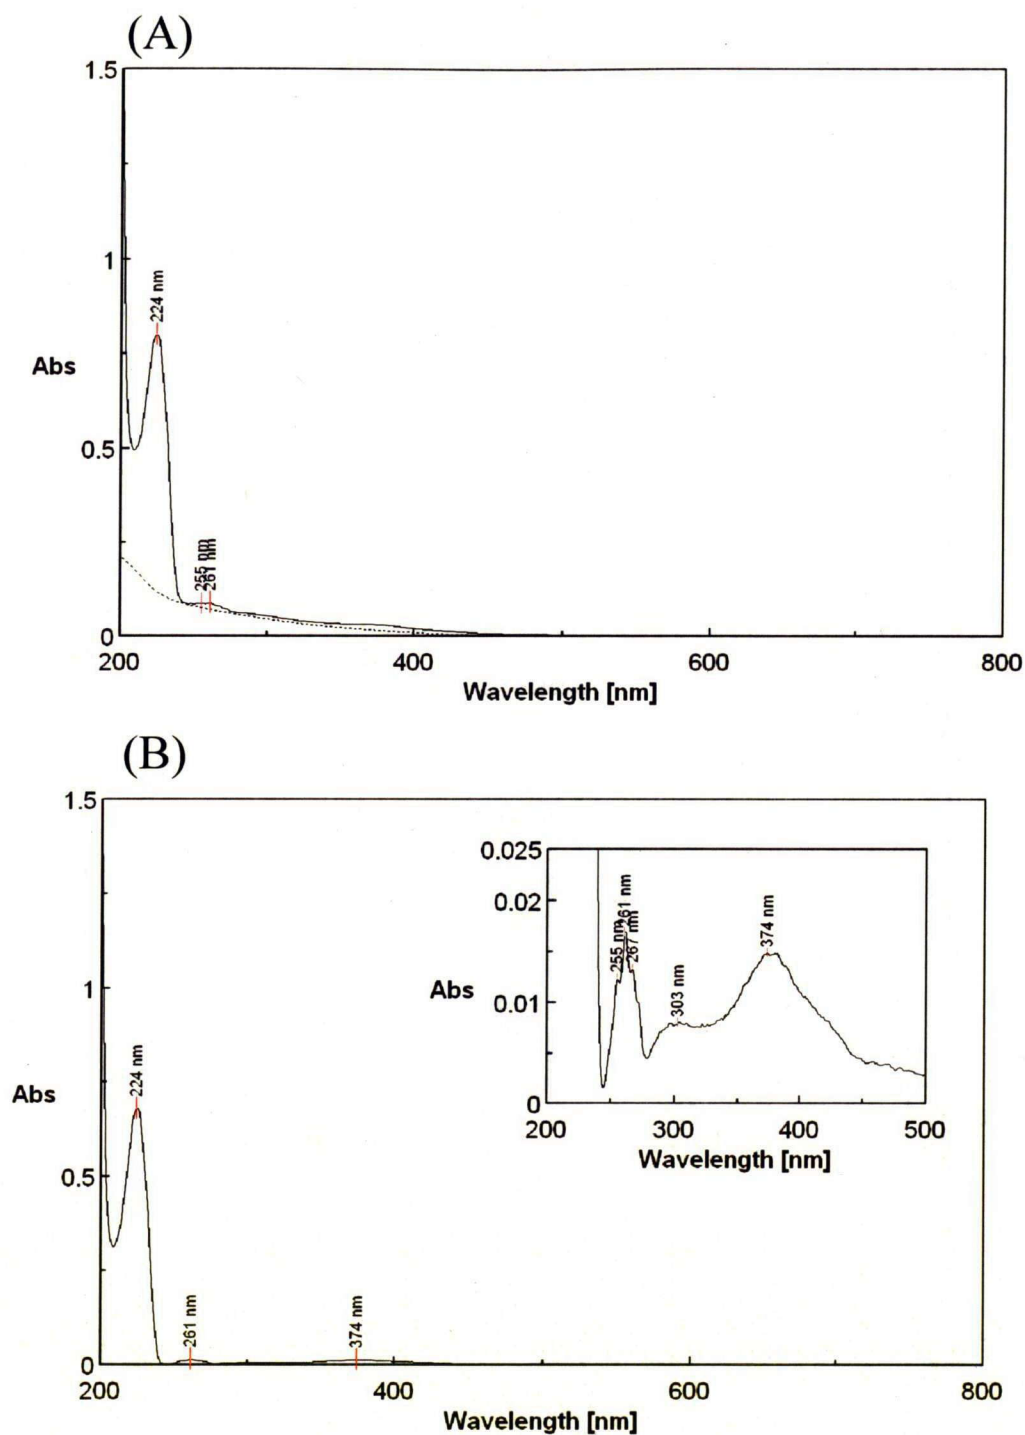 (A)
1.5
1
0.5
0
Abs
224 nm
255 nm
261 nm
200
400
600
800
Wavelength [nm]
(B)
1.5
1
0.5
0
Abs
224 nm
261 nm
374 nm
200
400
600
800
Wavelength [nm]
0.025
0.02
0.01
0
Abs
255 nm
261 nm
267 nm
303 nm
374 nm
200
300
400
500
Wavelength [nm]